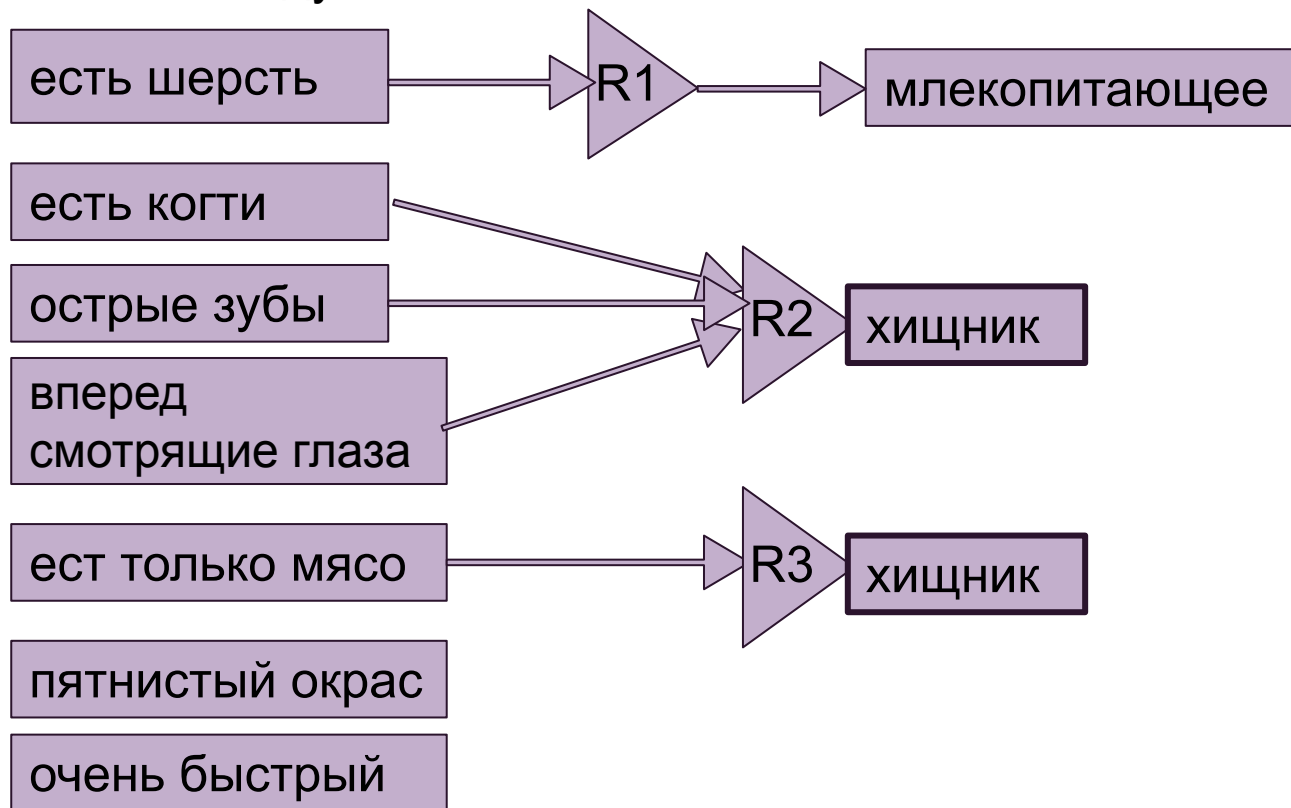 есть шерсть
R1
млекопитающее
есть когти
острые зубы
R2
хищник
вперед
смотрящие глаза
ест только мясо
R3
хищник
пятнистый окрас
очень быстрый